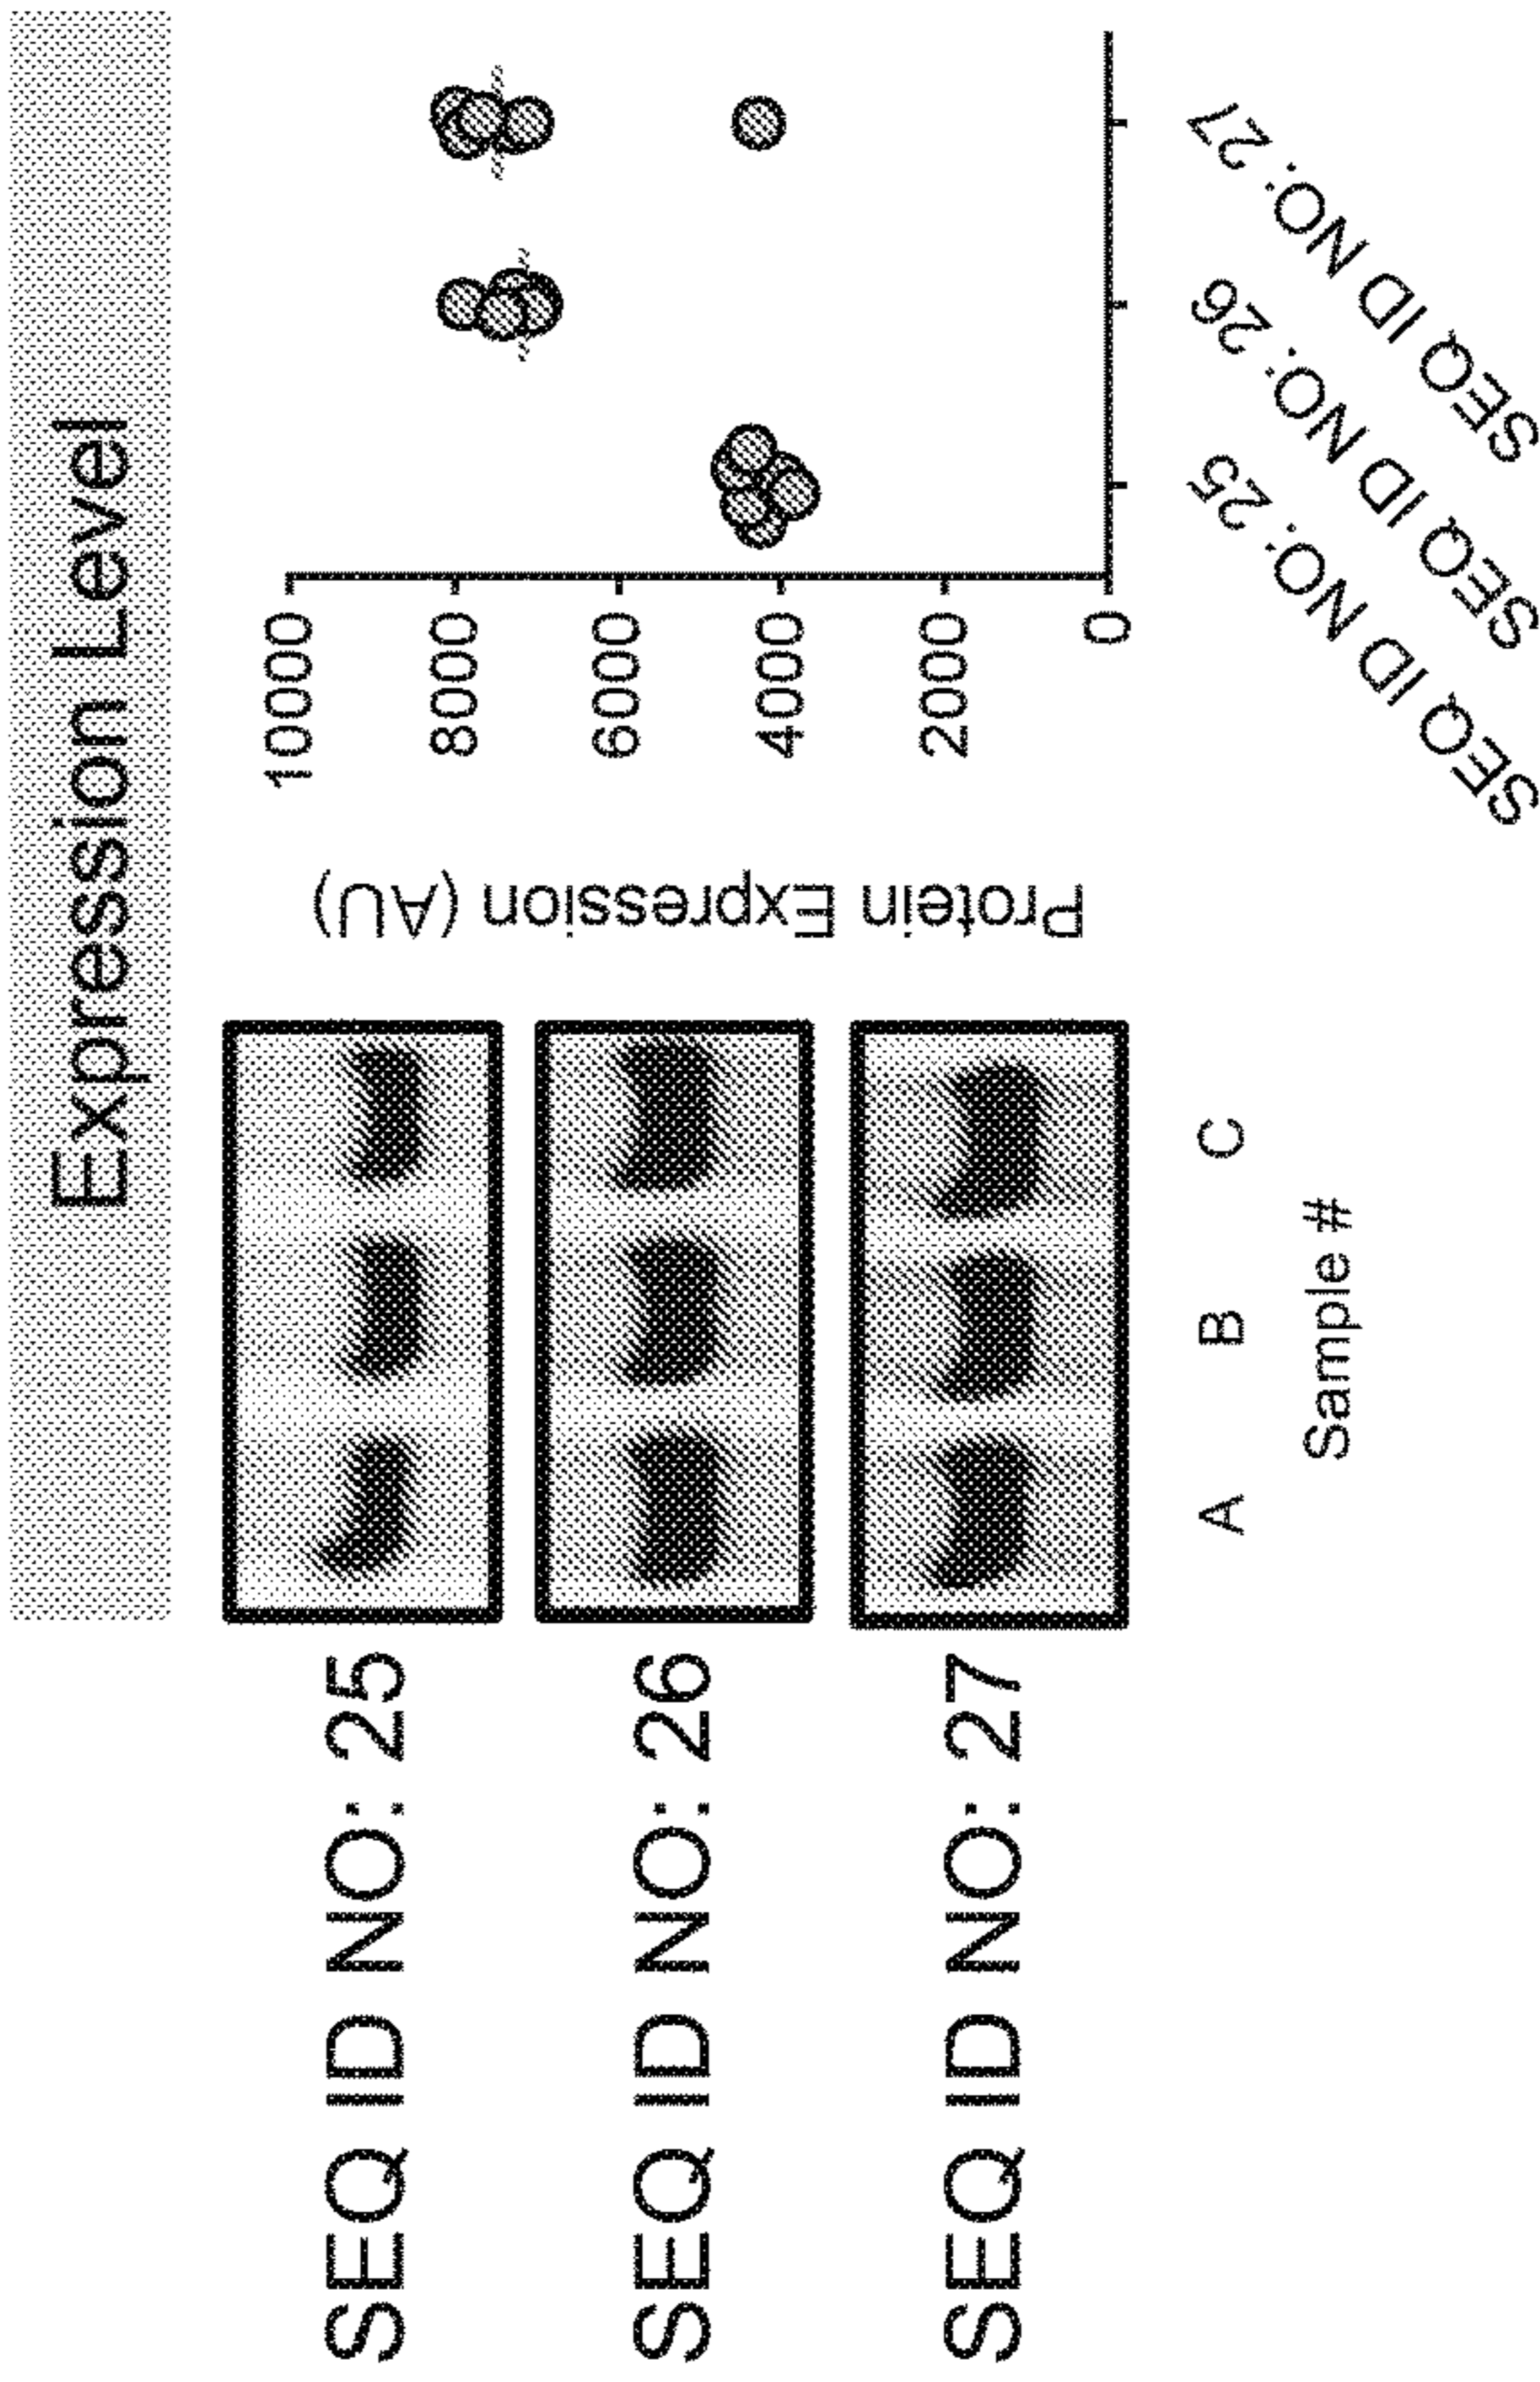 Expression Level
SEQ ID NO: 25
SEQ ID NO: 26
SEQ ID NO: 27
A B C
Sample #
Protein Expression (AU)
10000
8000
6000
4000
2000
0
SEQ ID NO: 25
SEQ ID NO: 26
SEQ ID NO: 27